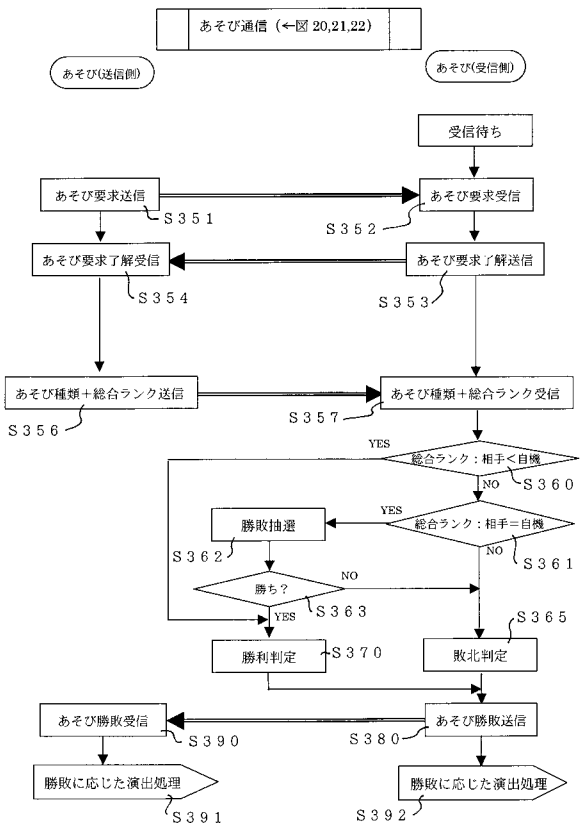 あそび通信（←図 20,21,22）
あそび(送信側)
あそび(受信側)
受信待ち
あそび要求送信
Ｓ３５１
あそび要求受信
Ｓ３５２
あそび要求了解受信
Ｓ３５４
あそび要求了解送信
Ｓ３５３
あそび種類＋総合ランク送信
Ｓ３５６
あそび種類＋総合ランク受信
Ｓ３５７
YES
総合ランク：相手＜自機
Ｓ３６０
NO
YES
総合ランク：相手＝自機
Ｓ３６１
NO
勝敗抽選
Ｓ３６２
勝ち？
NO
Ｓ３６３
YES
Ｓ３６５
勝利判定
Ｓ３７０
敗北判定
あそび勝敗受信
Ｓ３９０
あそび勝敗送信
Ｓ３８０
勝敗に応じた演出処理
Ｓ３９１
勝敗に応じた演出処理
Ｓ３９２